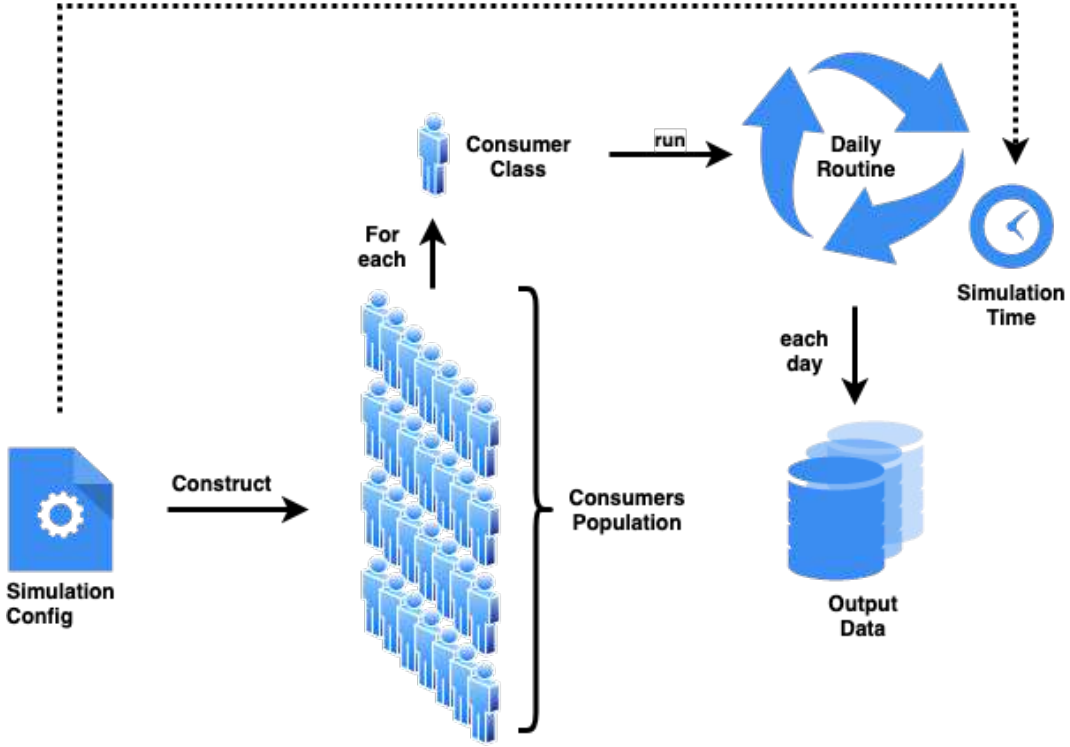 Consumer
Class
run
Daily
Routine
For
each
Simulation
Time
each
day
Construct
Consumers
Population
Simulation
Config
Output
Data